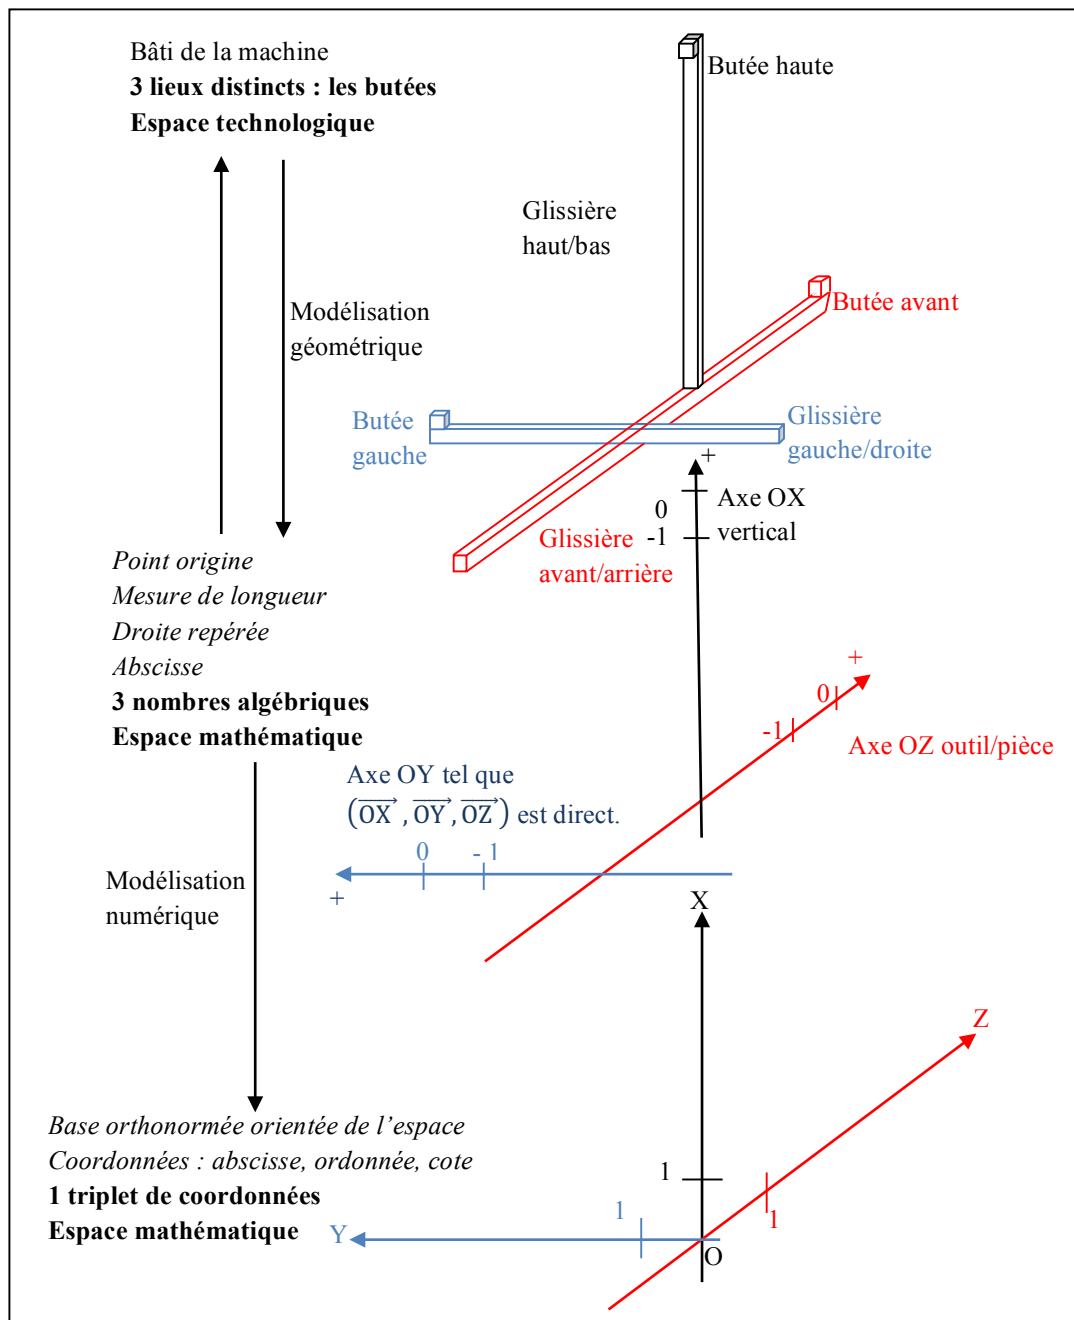 Bâti de la machine
3 lieux distincts : les butées
Espace technologique
Butée haute
Glissière
haut/bas
Butée avant
Modélisation
géométrique
Butée
gauche
Glissière
gauche/droite
+
0
-1
Axe OX
vertical
Glissière
avant/arrière
Point origine
Mesure de longueur
Droite repérée
Abscisse
3 nombres algébriques
Espace mathématique
+
0
-1
Axe OZ outil/pièce
Axe OY tel que
(OX⃗ , OY⃗, OZ⃗ ) est direct.
0
- 1
+
Modélisation
numérique
X
Z
Base orthonormée orientée de l’espace
Coordonnées : abscisse, ordonnée, cote
1 triplet de coordonnées
Espace mathématique
1
1
1
Y
O